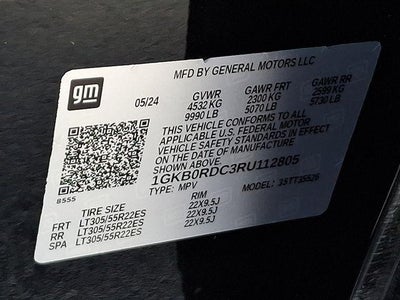 gm
MFD BY GENERAL MOTORS LLC
05/24 GVWR GAWR FRT GAWR RR
4532 KG 2300 KG 2599 KG
9990 LB 5070 LB 5730 LB
THIS VEHICLE CONFORMS TO ALL
APPLICABLE U.S. FEDERAL MOTOR
VEHICLE SAFETY STANDARDS IN EFFECT
ON THE DATE OF MANUFACTURE
SHOWN ABOVE.
1GKB0RDC3RU112805
8555 TYPE: MPV MODEL: 35TT35526
TIRE SIZE RIM
FRT LT305/55R22ES 22X9.5J
RR LT305/55R22ES 22X9.5J
SPA LT305/55R22ES 22X9.5J